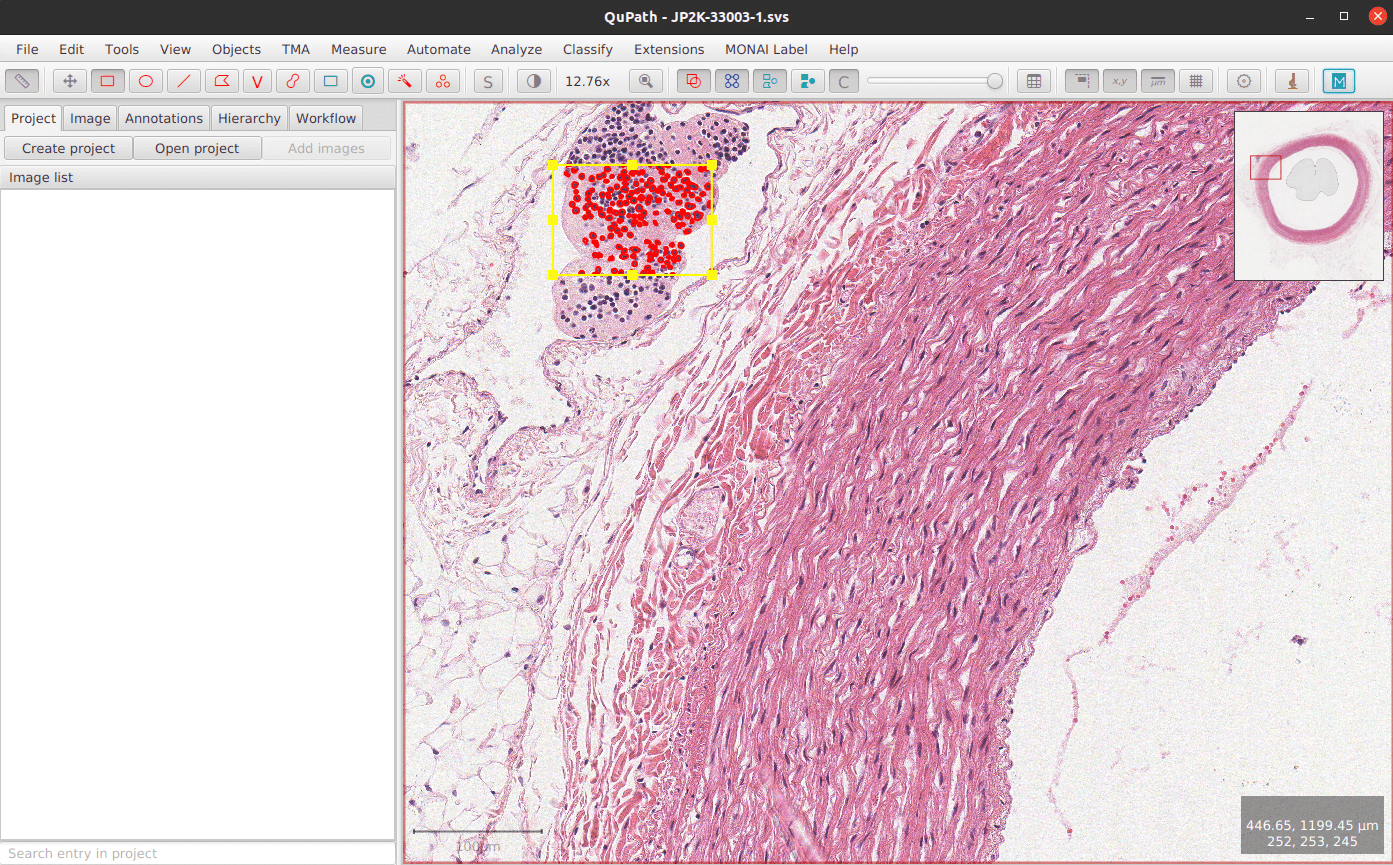 QuPath - JP2K-33003-1.svs
File Edit Tools View Objects TMA Measure Automate Analyze Classify Extensions MONAI Label Help
V S 12.76x C x,y µm M
Project Image Annotations Hierarchy Workflow
Create project Open project Add images
Image list
100µm
446.65, 1199.45 µm
252, 253, 245
Search entry in project